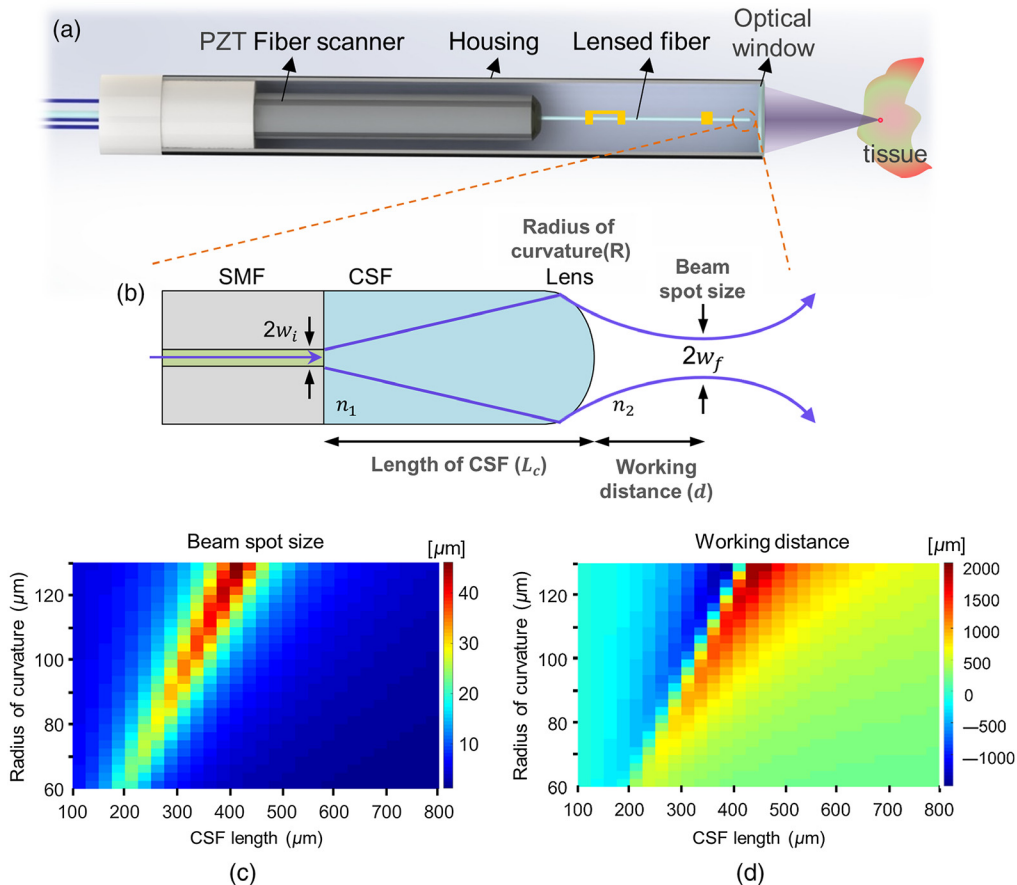 (a)
PZT Fiber scanner
Housing
Lensed fiber
Optical
window
tissue
Radius of
curvature(R)
(b)
SMF
CSF
Lens
Beam
spot size
2wᵢ
2w_f
n₁
n₂
Length of CSF (L_c)
Working
distance (d)
Beam spot size
[µm]
Radius of curvature (µm)
120
100
80
60
100 200 300 400 500 600 700 800
CSF length (µm)
40
30
20
10
(c)
Working distance
[µm]
Radius of curvature (µm)
120
100
80
60
100 200 300 400 500 600 700 800
CSF length (µm)
2000
1500
1000
500
0
−500
−1000
(d)